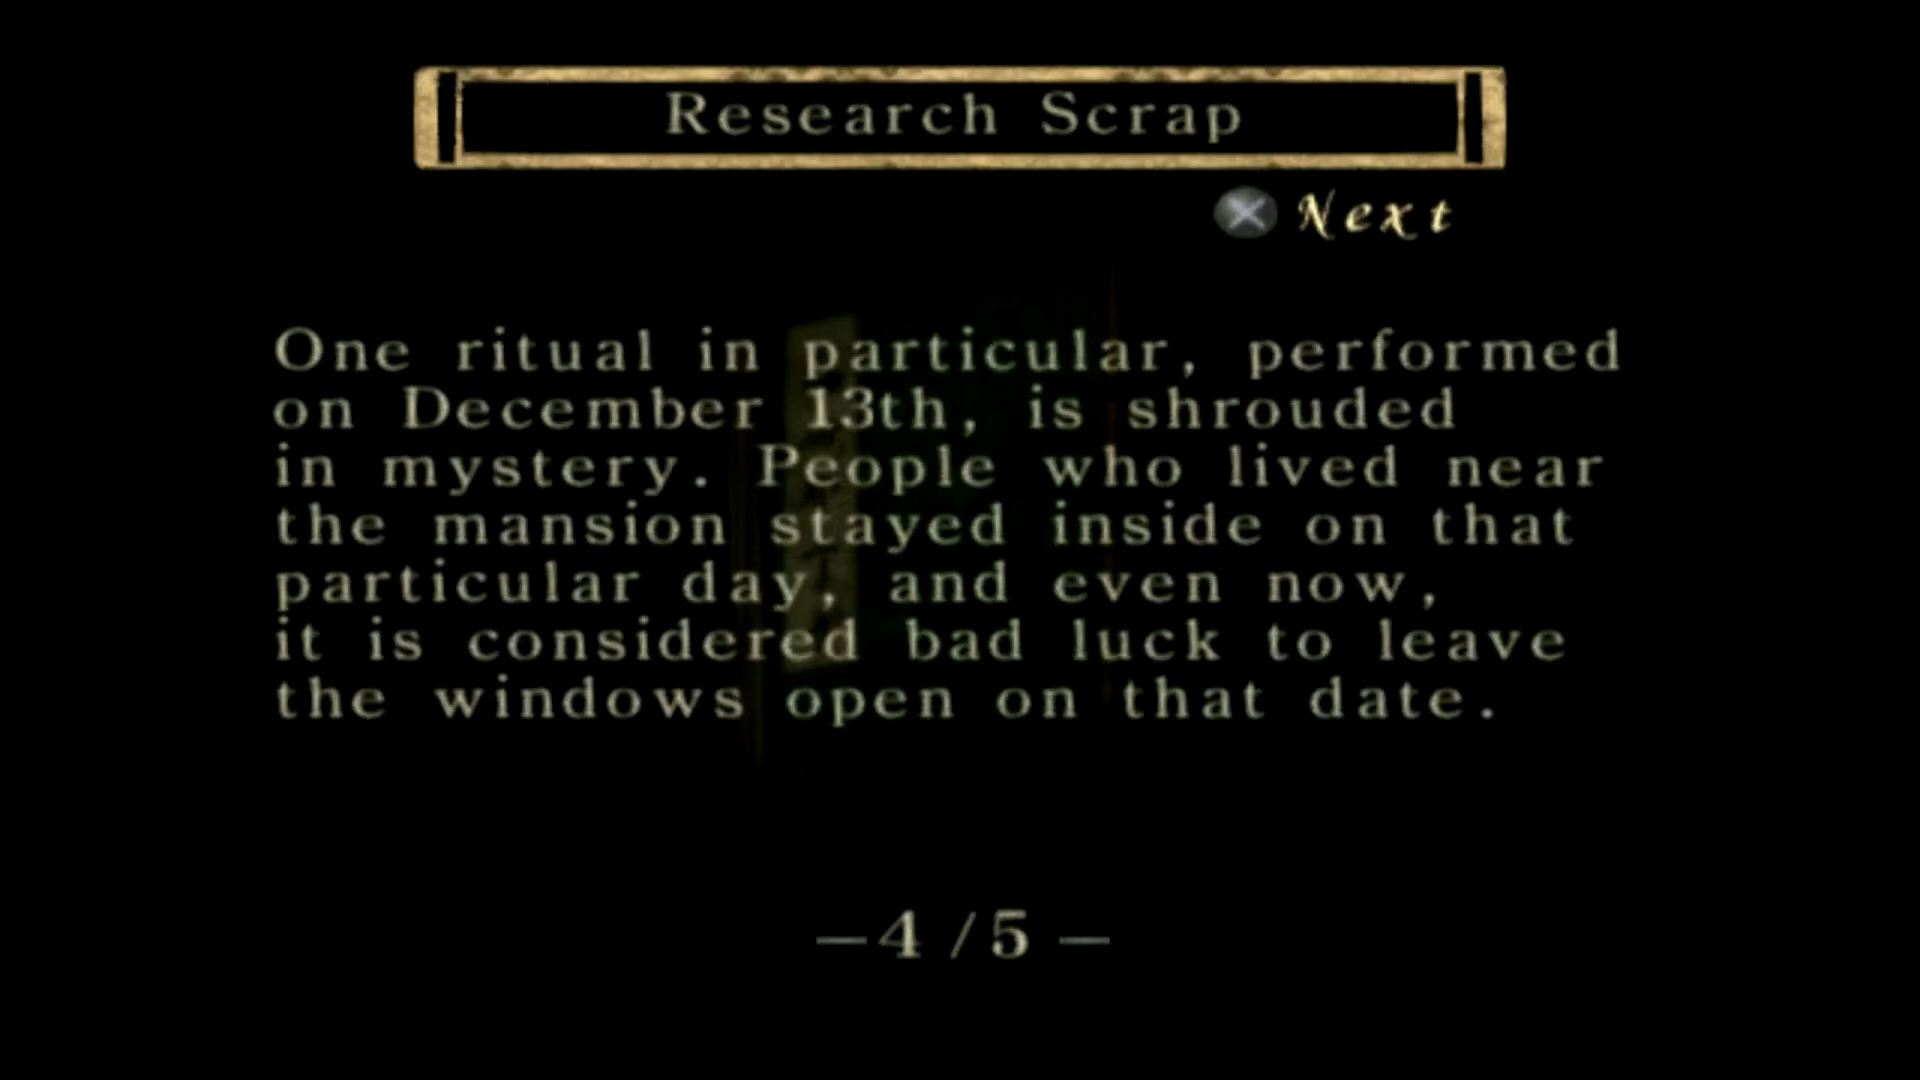 Research Scrap
Next
One ritual in particular, performed
on December 13th, is shrouded
in mystery. People who lived near
the mansion stayed inside on that
particular day, and even now,
it is considered bad luck to leave
the windows open on that date.
—4 /5 —